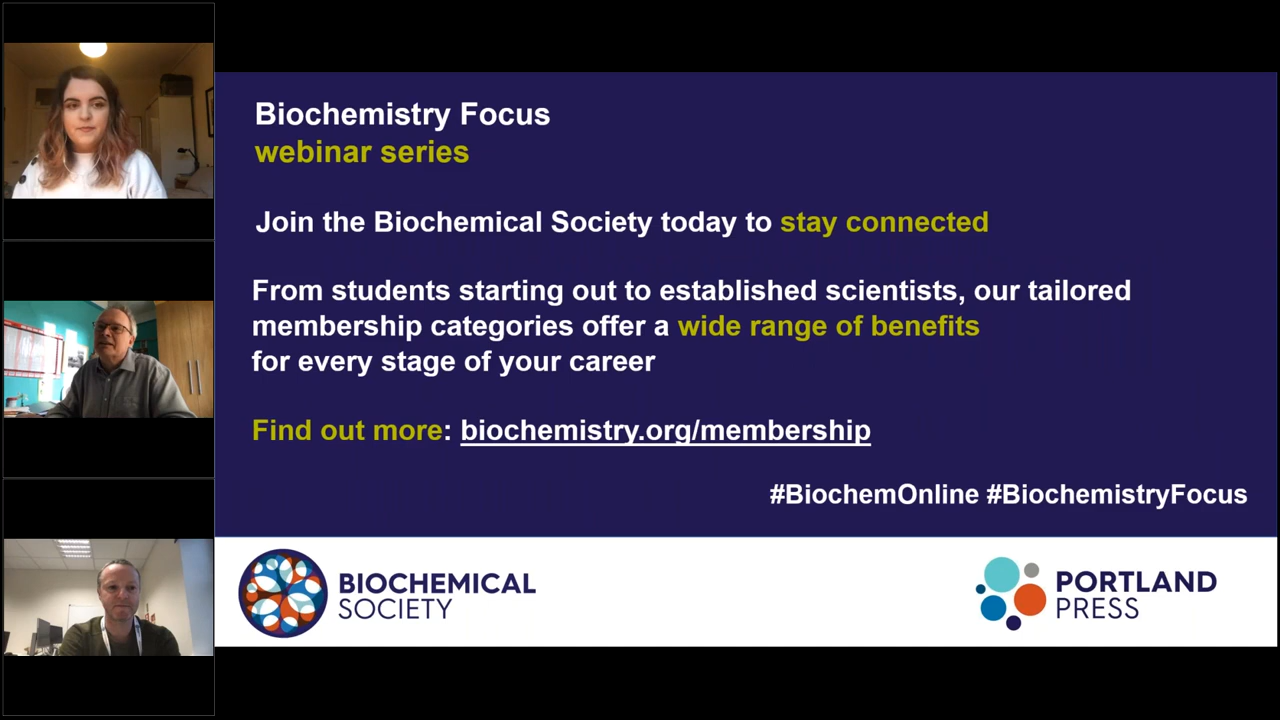 Biochemistry Focus
webinar series
Join the Biochemical Society today to stay connected
From students starting out to established scientists, our tailored
membership categories offer a wide range of benefits
for every stage of your career
Find out more: biochemistry.org/membership
#BiochemOnline #BiochemistryFocus
BIOCHEMICAL
SOCIETY
PORTLAND
PRESS